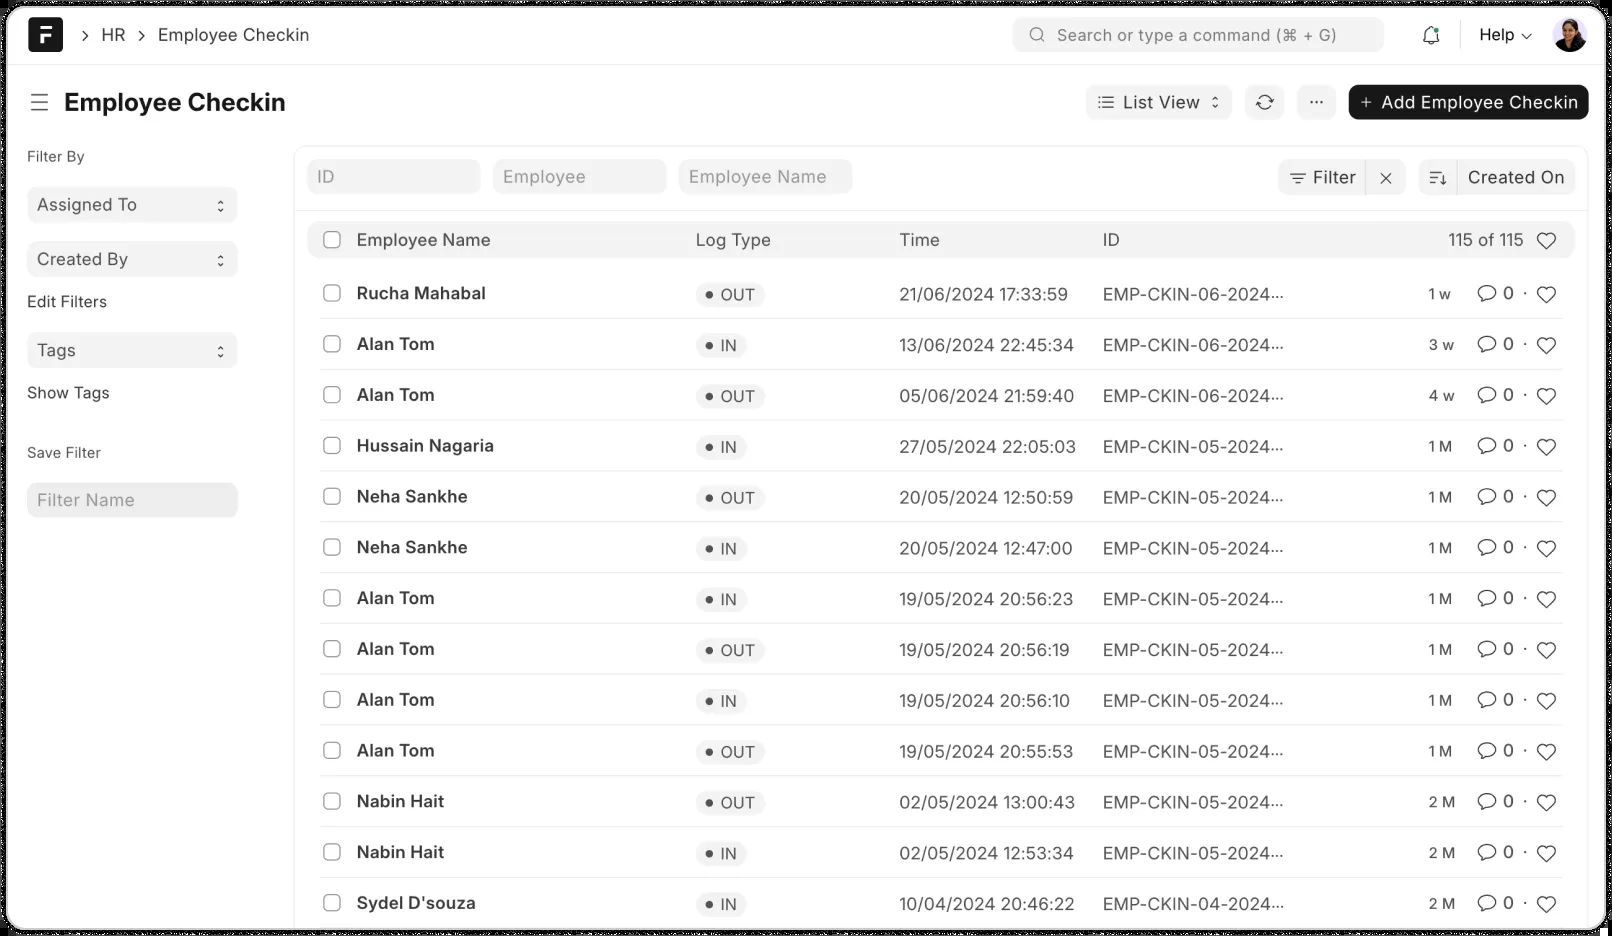 F
HR
Employee Checkin
Search or type a command (⌘ + G)
Help
Employee Checkin
List View
···
+ Add Employee Checkin
Filter By
Assigned To
Created By
Edit Filters
Tags
Show Tags
Save Filter
Filter Name
ID Employee Employee Name Filter Created On
Employee Name Log Type Time ID 115 of 115
Rucha Mahabal OUT 21/06/2024 17:33:59 EMP-CKIN-06-2024... 1 w 0 ·
Alan Tom IN 13/06/2024 22:45:34 EMP-CKIN-06-2024... 3 w 0 ·
Alan Tom OUT 05/06/2024 21:59:40 EMP-CKIN-06-2024... 4 w 0 ·
Hussain Nagaria IN 27/05/2024 22:05:03 EMP-CKIN-05-2024... 1 M 0 ·
Neha Sankhe OUT 20/05/2024 12:50:59 EMP-CKIN-05-2024... 1 M 0 ·
Neha Sankhe IN 20/05/2024 12:47:00 EMP-CKIN-05-2024... 1 M 0 ·
Alan Tom IN 19/05/2024 20:56:23 EMP-CKIN-05-2024... 1 M 0 ·
Alan Tom OUT 19/05/2024 20:56:19 EMP-CKIN-05-2024... 1 M 0 ·
Alan Tom IN 19/05/2024 20:56:10 EMP-CKIN-05-2024... 1 M 0 ·
Alan Tom OUT 19/05/2024 20:55:53 EMP-CKIN-05-2024... 1 M 0 ·
Nabin Hait OUT 02/05/2024 13:00:43 EMP-CKIN-05-2024... 2 M 0 ·
Nabin Hait IN 02/05/2024 12:53:34 EMP-CKIN-05-2024... 2 M 0 ·
Sydel D'souza IN 10/04/2024 20:46:22 EMP-CKIN-04-2024... 2 M 0 ·